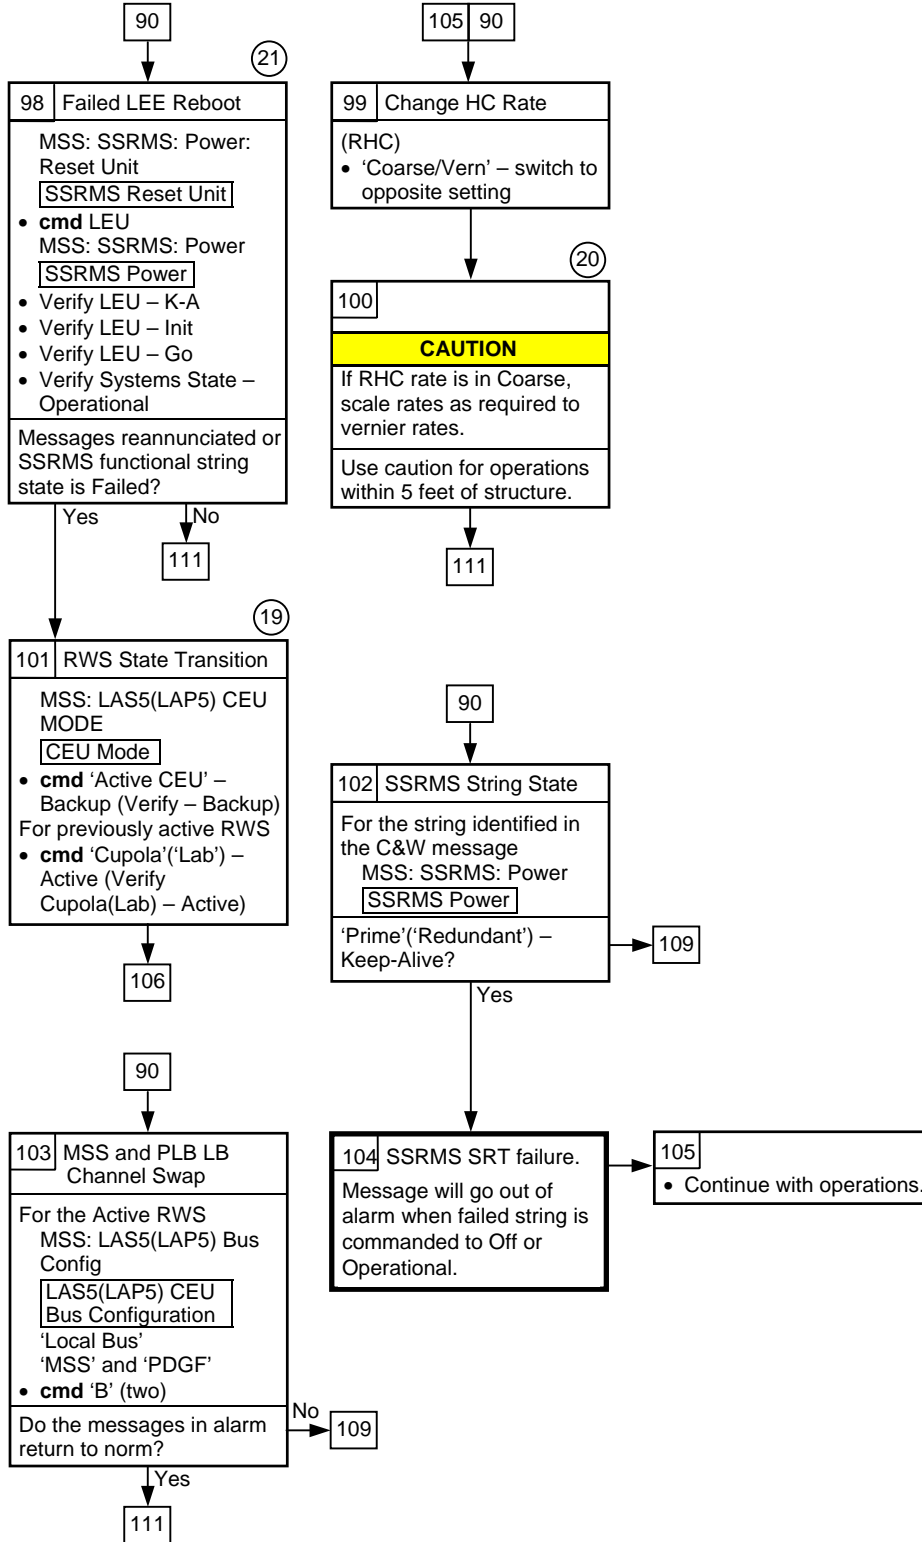 90
21
98 Failed LEE Reboot
MSS: SSRMS: Power:
Reset Unit
SSRMS Reset Unit
• cmd LEU
MSS: SSRMS: Power
SSRMS Power
• Verify LEU – K-A
• Verify LEU – Init
• Verify LEU – Go
• Verify Systems State –
Operational
Messages reannunciated or
SSRMS functional string
state is Failed?
Yes
No
111
105 90
99 Change HC Rate
(RHC)
• ‘Coarse/Vern’ – switch to
opposite setting
20
100
CAUTION
If RHC rate is in Coarse,
scale rates as required to
vernier rates.
Use caution for operations
within 5 feet of structure.
111
19
101 RWS State Transition
MSS: LAS5(LAP5) CEU
MODE
CEU Mode
• cmd ‘Active CEU’ –
Backup (Verify – Backup)
For previously active RWS
• cmd ‘Cupola’(‘Lab’) –
Active (Verify
Cupola(Lab) – Active)
106
90
102 SSRMS String State
For the string identified in
the C&W message
MSS: SSRMS: Power
SSRMS Power
‘Prime’(‘Redundant’) –
Keep-Alive?
109
Yes
90
103 MSS and PLB LB
Channel Swap
For the Active RWS
MSS: LAS5(LAP5) Bus
Config
LAS5(LAP5) CEU
Bus Configuration
‘Local Bus’
‘MSS’ and ‘PDGF’
• cmd ‘B’ (two)
Do the messages in alarm
return to norm?
No
109
Yes
111
104 SSRMS SRT failure.
Message will go out of
alarm when failed string is
commanded to Off or
Operational.
105
• Continue with operations.